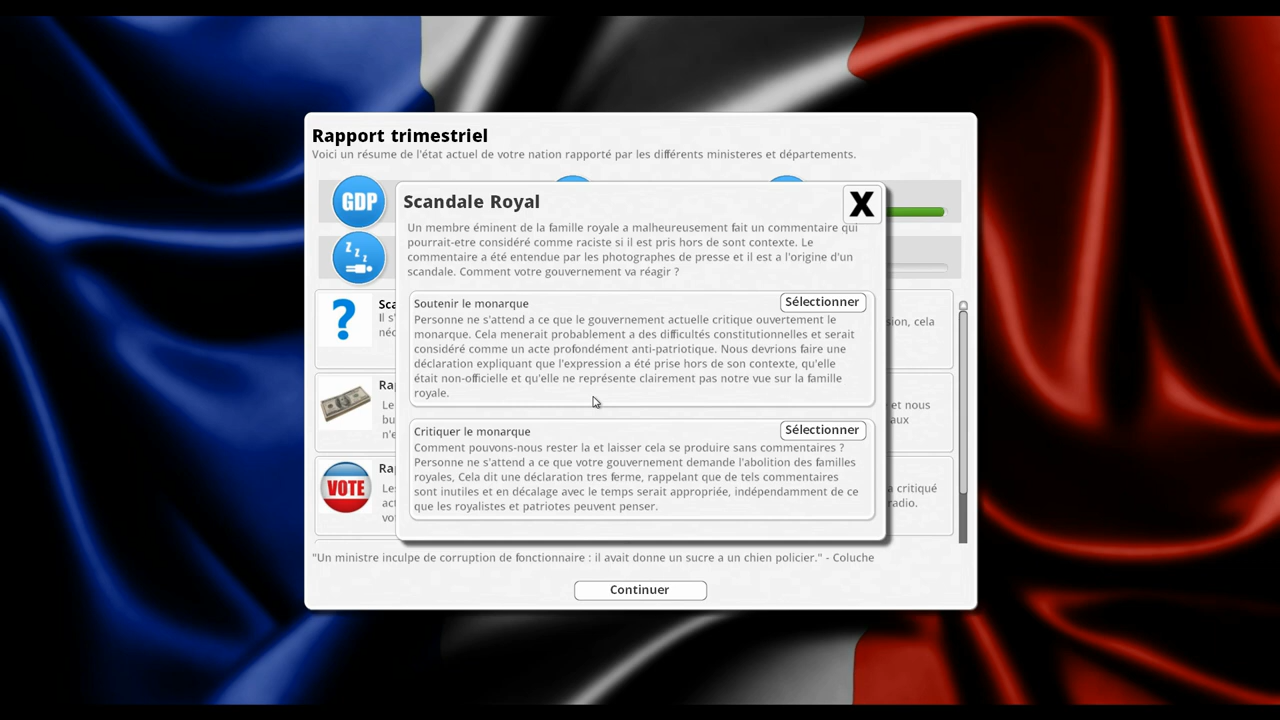 Rapport trimestriel
Voici un résume de l'état actuel de votre nation rapporté par les différents ministeres et départements.
GDP
Scandale Royal
X
Un membre éminent de la famille royale a malheureusement fait un commentaire qui
pourrait-etre considéré comme raciste si il est pris hors de sont contexte. Le
commentaire a été entendue par les photographes de presse et il est a l'origine d'un
scandale. Comment votre gouvernement va réagir ?
Soutenir le monarque
Sélectionner
Personne ne s'attend a ce que le gouvernement actuelle critique ouvertement le
monarque. Cela menerait probablement a des difficultés constitutionnelles et serait
considéré comme un acte profondément anti-patriotique. Nous devrions faire une
déclaration expliquant que l'expression a été prise hors de son contexte, qu'elle
était non-officielle et qu'elle ne représente clairement pas notre vue sur la famille
royale.
Critiquer le monarque
Sélectionner
Comment pouvons-nous rester la et laisser cela se produire sans commentaires ?
Personne ne s'attend a ce que votre gouvernement demande l'abolition des familles
royales, Cela dit une déclaration tres ferme, rappelant que de tels commentaires
sont inutiles et en décalage avec le temps serait appropriée, indépendamment de ce
que les royalistes et patriotes peuvent penser.
?
Il s'
cela
Le
et nous
aux
n'e
VOTE
a critiqué
radio.
"Un ministre inculpe de corruption de fonctionnaire : il avait donne un sucre a un chien policier." - Coluche
Continuer